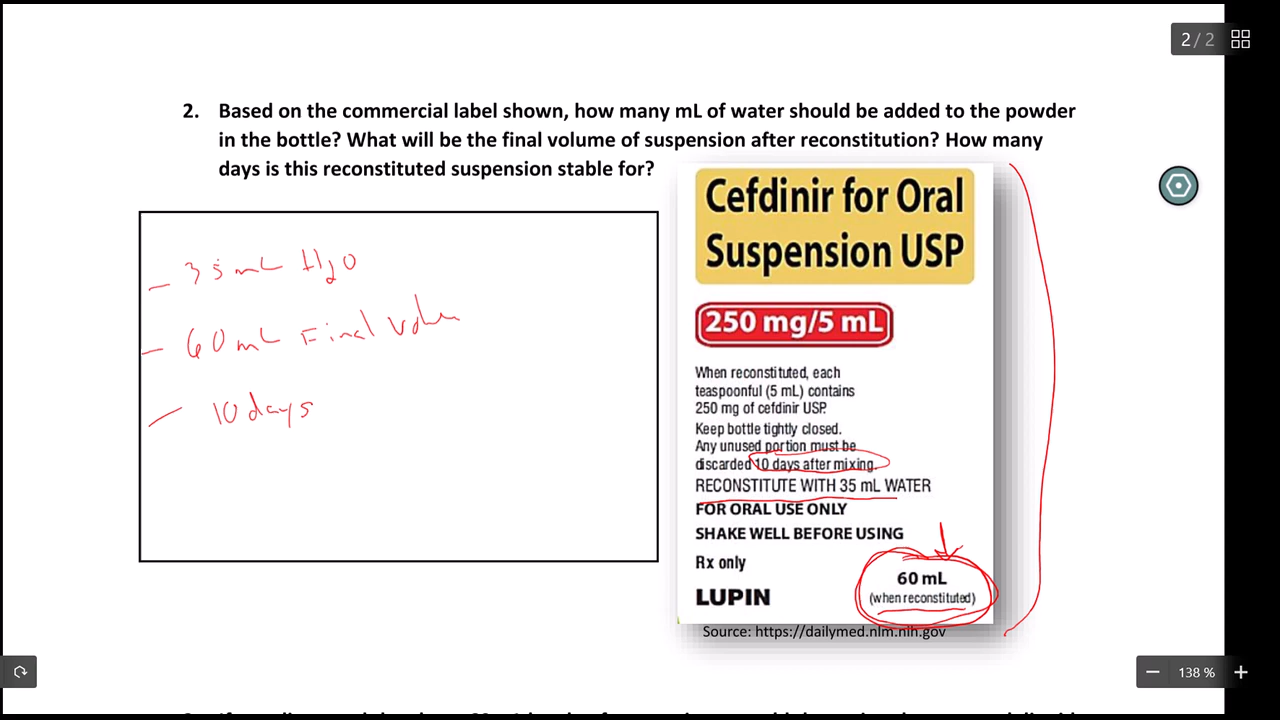 2 / 2
2. Based on the commercial label shown, how many mL of water should be added to the powder
in the bottle? What will be the final volume of suspension after reconstitution? How many
days is this reconstituted suspension stable for?
- 35 mL H2O
- 60 mL Final Volum
- 10 days
Cefdinir for Oral
Suspension USP
250 mg/5 mL
When reconstituted, each
teaspoonful (5 mL) contains
250 mg of cefdinir USP.
Keep bottle tightly closed.
Any unused portion must be
discarded 10 days after mixing.
RECONSTITUTE WITH 35 mL WATER
FOR ORAL USE ONLY
SHAKE WELL BEFORE USING
Rx only
LUPIN
60 mL
(when reconstituted)
Source: https://dailymed.nlm.nih.gov
138 %